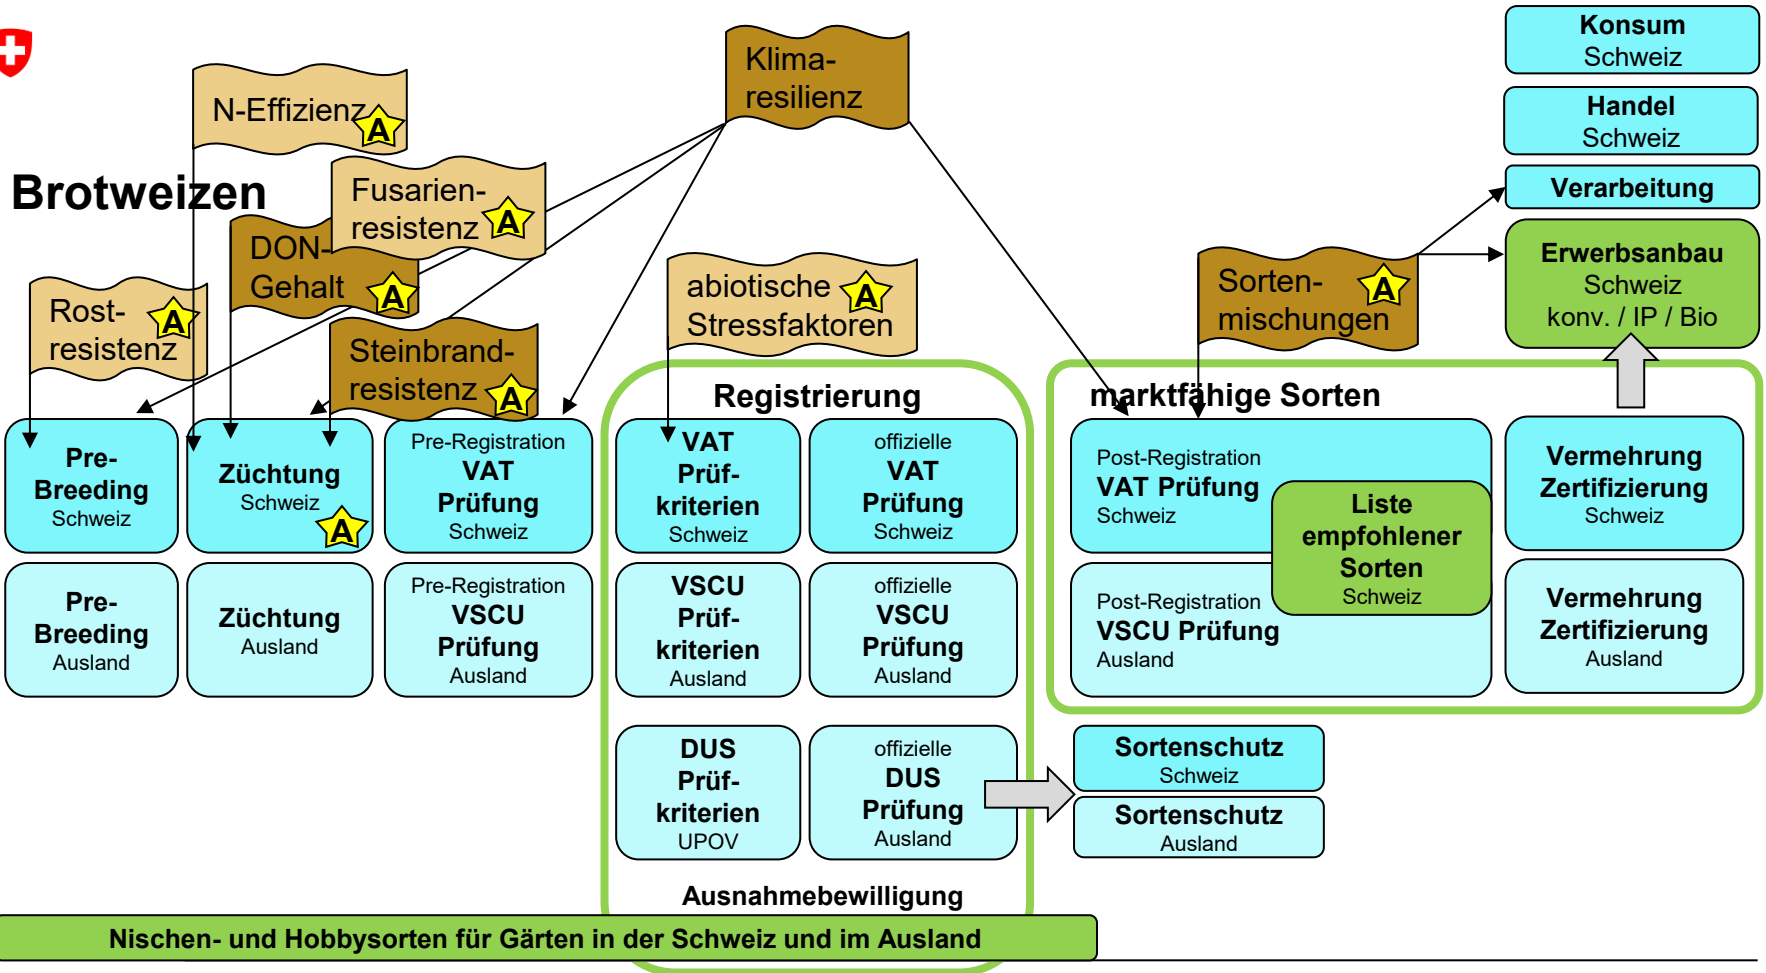 Klima-
resilienz
Konsum
Schweiz
Handel
Schweiz
Verarbeitung
Erwerbsanbau
Schweiz
konv. / IP / Bio
N-Effizienz
A
Brotweizen
Fusarien-
resistenz
A
DON-
Gehalt
A
Rost-
resistenz
A
Steinbrand-
resistenz
A
abiotische
Stressfaktoren
A
Sorten-
mischungen
A
Registrierung
marktfähige Sorten
Pre-
Breeding
Schweiz
Züchtung
Schweiz
A
Pre-Registration
VAT
Prüfung
Schweiz
VAT
Prüf-
kriterien
Schweiz
offizielle
VAT
Prüfung
Schweiz
Post-Registration
VAT Prüfung
Schweiz
Liste
empfohlener
Sorten
Schweiz
Vermehrung
Zertifizierung
Schweiz
Pre-
Breeding
Ausland
Züchtung
Ausland
Pre-Registration
VSCU
Prüfung
Ausland
VSCU
Prüf-
kriterien
Ausland
offizielle
VSCU
Prüfung
Ausland
Post-Registration
VSCU Prüfung
Ausland
Vermehrung
Zertifizierung
Ausland
DUS
Prüf-
kriterien
UPOV
offizielle
DUS
Prüfung
Ausland
Sortenschutz
Schweiz
Sortenschutz
Ausland
Ausnahmebewilligung
Nischen- und Hobbysorten für Gärten in der Schweiz und im Ausland